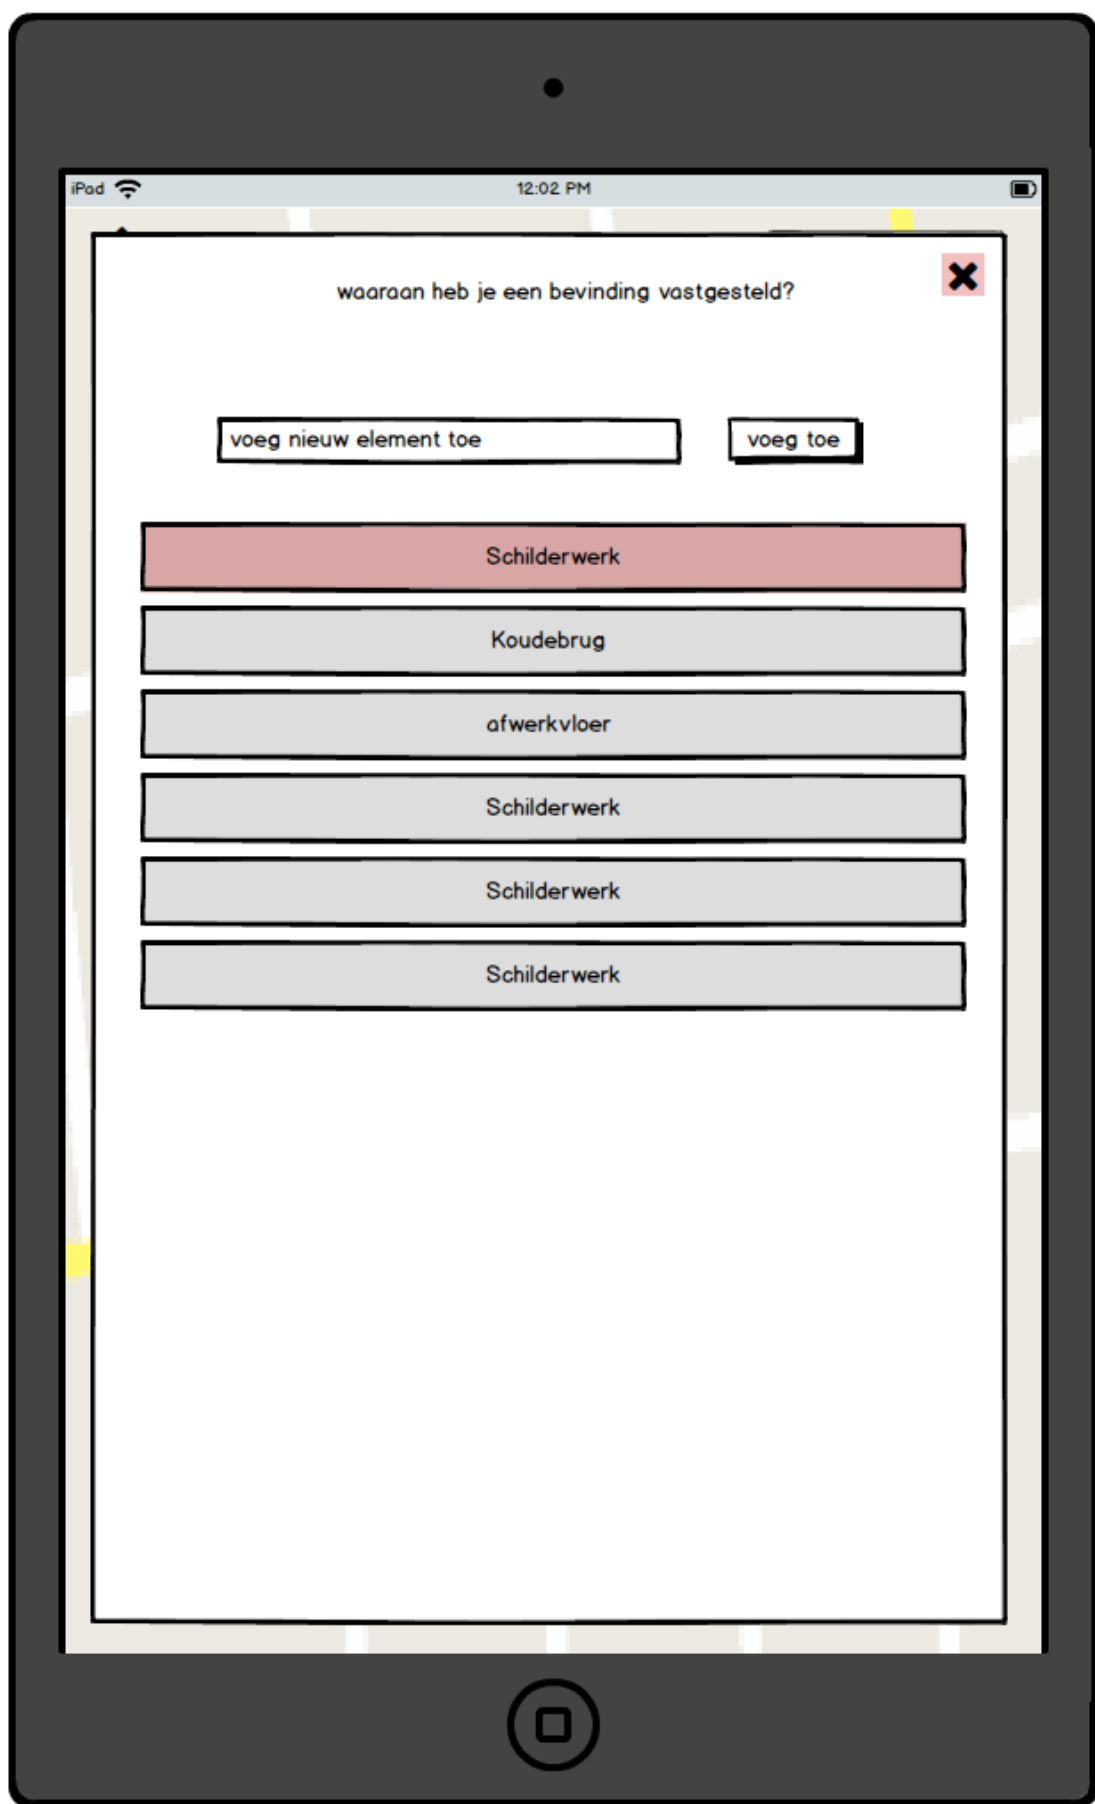 iPad
12:02 PM
waaraan heb je een bevinding vastgesteld?
voeg nieuw element toe
voeg toe
Schilderwerk
Koudebrug
afwerkvloer
Schilderwerk
Schilderwerk
Schilderwerk